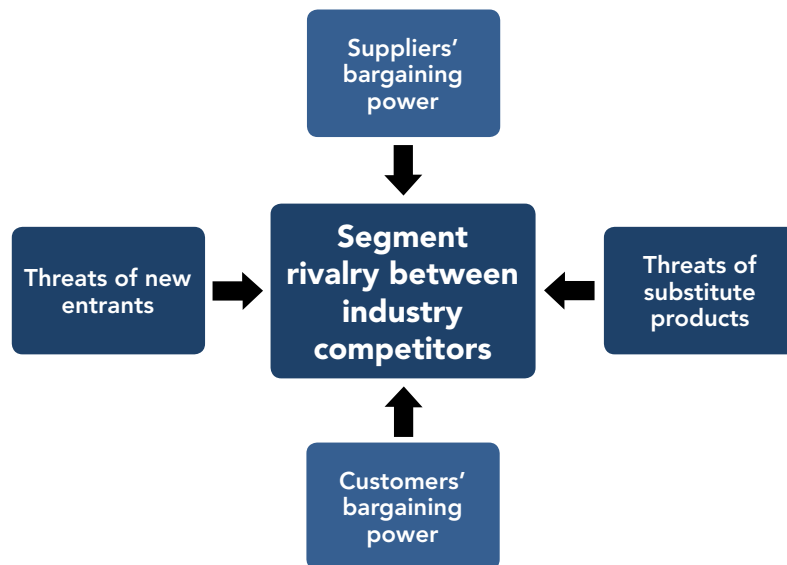 Suppliers’
bargaining
power
Segment
rivalry between
industry
competitors
Threats of new
entrants
Threats of
substitute
products
Customers’
bargaining
power